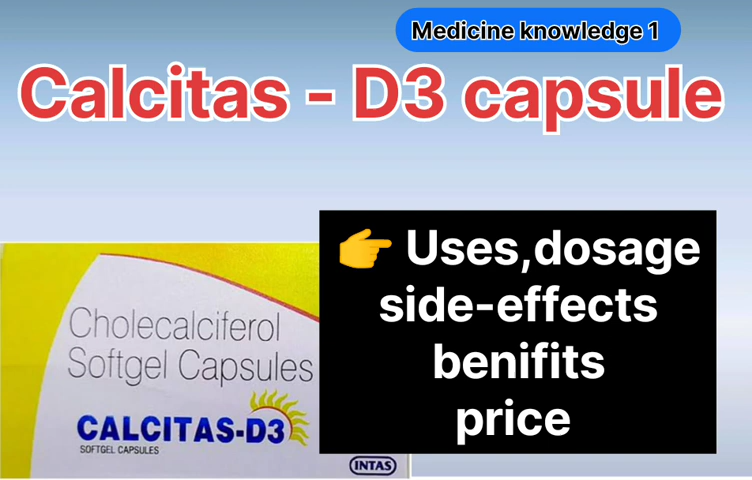 Medicine knowledge 1
Calcitas - D3 capsule
👉 Uses,dosage
side-effects
benifits
price
Cholecalciferol
Softgel Capsules
CALCITAS-D3
SOFTGEL CAPSULES
INTAS